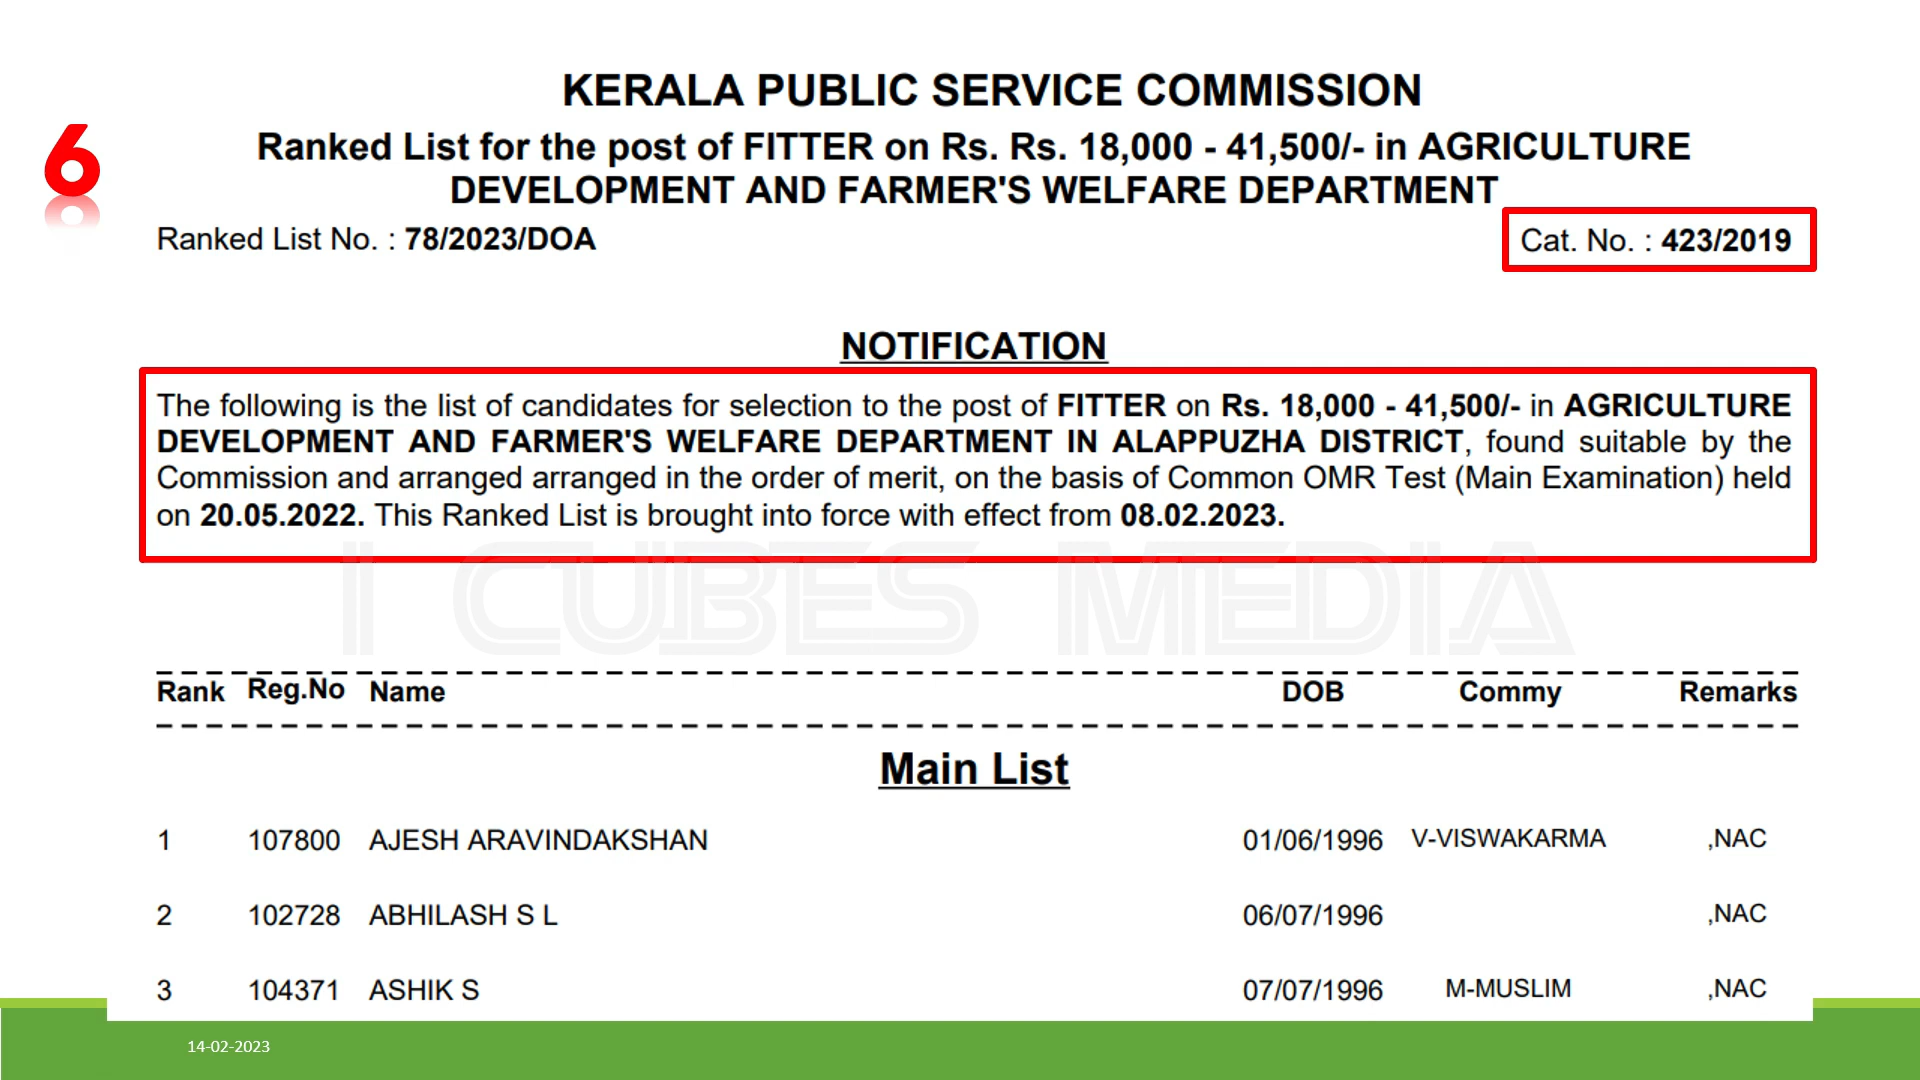 KERALA PUBLIC SERVICE COMMISSION
6
Ranked List for the post of FITTER on Rs. Rs. 18,000 - 41,500/- in AGRICULTURE
DEVELOPMENT AND FARMER'S WELFARE DEPARTMENT
Ranked List No. : 78/2023/DOA Cat. No. : 423/2019
NOTIFICATION
The following is the list of candidates for selection to the post of FITTER on Rs. 18,000 - 41,500/- in AGRICULTURE
DEVELOPMENT AND FARMER'S WELFARE DEPARTMENT IN ALAPPUZHA DISTRICT, found suitable by the
Commission and arranged arranged in the order of merit, on the basis of Common OMR Test (Main Examination) held
on 20.05.2022. This Ranked List is brought into force with effect from 08.02.2023.
I CUBES MEDIA
Rank Reg.No Name DOB Commy Remarks
Main List
1 107800 AJESH ARAVINDAKSHAN 01/06/1996 V-VISWAKARMA ,NAC
2 102728 ABHILASH S L 06/07/1996 ,NAC
3 104371 ASHIK S 07/07/1996 M-MUSLIM ,NAC
14-02-2023